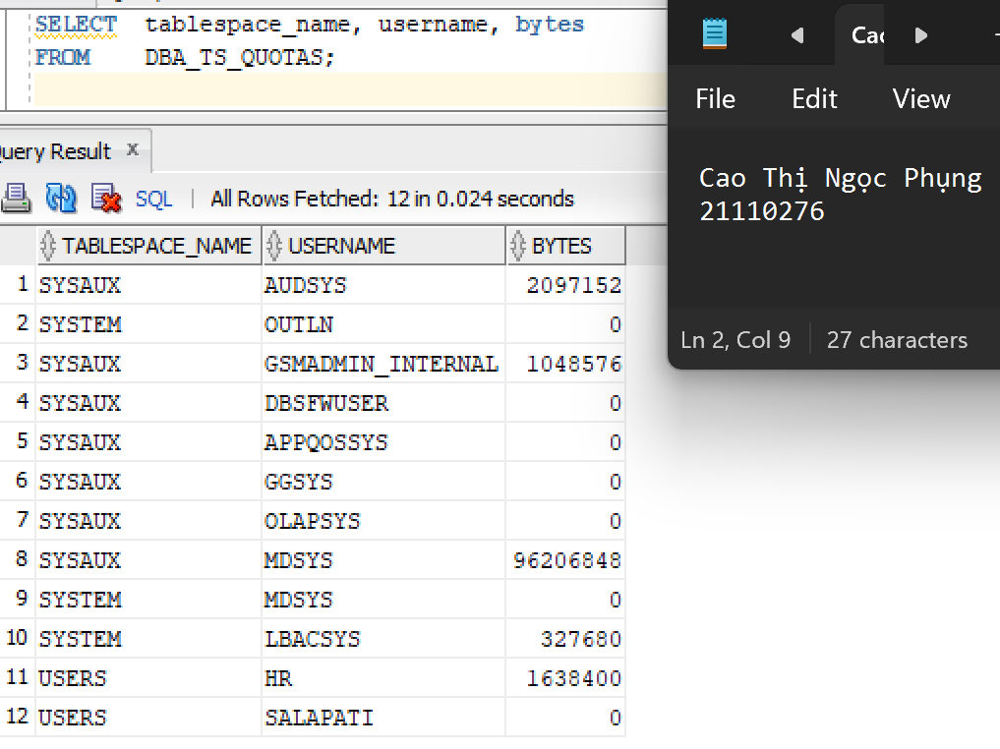 SELECT tablespace_name, username, bytes
FROM DBA_TS_QUOTAS;
Query Result x
SQL | All Rows Fetched: 12 in 0.024 seconds
TABLESPACE_NAME USERNAME BYTES
1 SYSAUX AUDSYS 2097152
2 SYSTEM OUTLN 0
3 SYSAUX GSMADMIN_INTERNAL 1048576
4 SYSAUX DBSFWUSER 0
5 SYSAUX APPQOSSYS 0
6 SYSAUX GGSYS 0
7 SYSAUX OLAPSYS 0
8 SYSAUX MDSYS 96206848
9 SYSTEM MDSYS 0
10 SYSTEM LBACSYS 327680
11 USERS HR 1638400
12 USERS SALAPATI 0
Cao
File Edit View
Cao Thị Ngọc Phụng
21110276
Ln 2, Col 9 27 characters